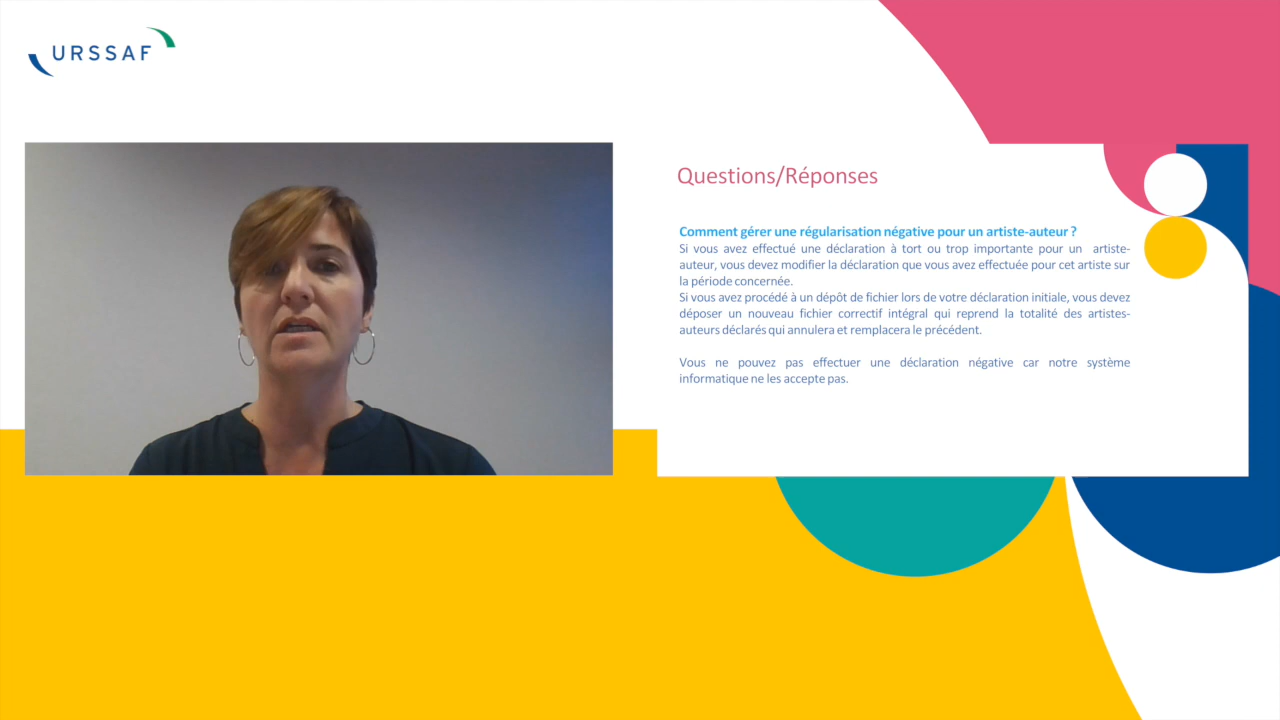 URSSAF
Questions/Réponses
Comment gérer une régularisation négative pour un artiste-auteur ?
Si vous avez effectué une déclaration à tort ou trop importante pour un artiste-
auteur, vous devez modifier la déclaration que vous avez effectuée pour cet artiste sur
la période concernée.
Si vous avez procédé à un dépôt de fichier lors de votre déclaration initiale, vous devez
déposer un nouveau fichier correctif intégral qui reprend la totalité des artistes-
auteurs déclarés qui annulera et remplacera le précédent.
Vous ne pouvez pas effectuer une déclaration négative car notre système
informatique ne les accepte pas.